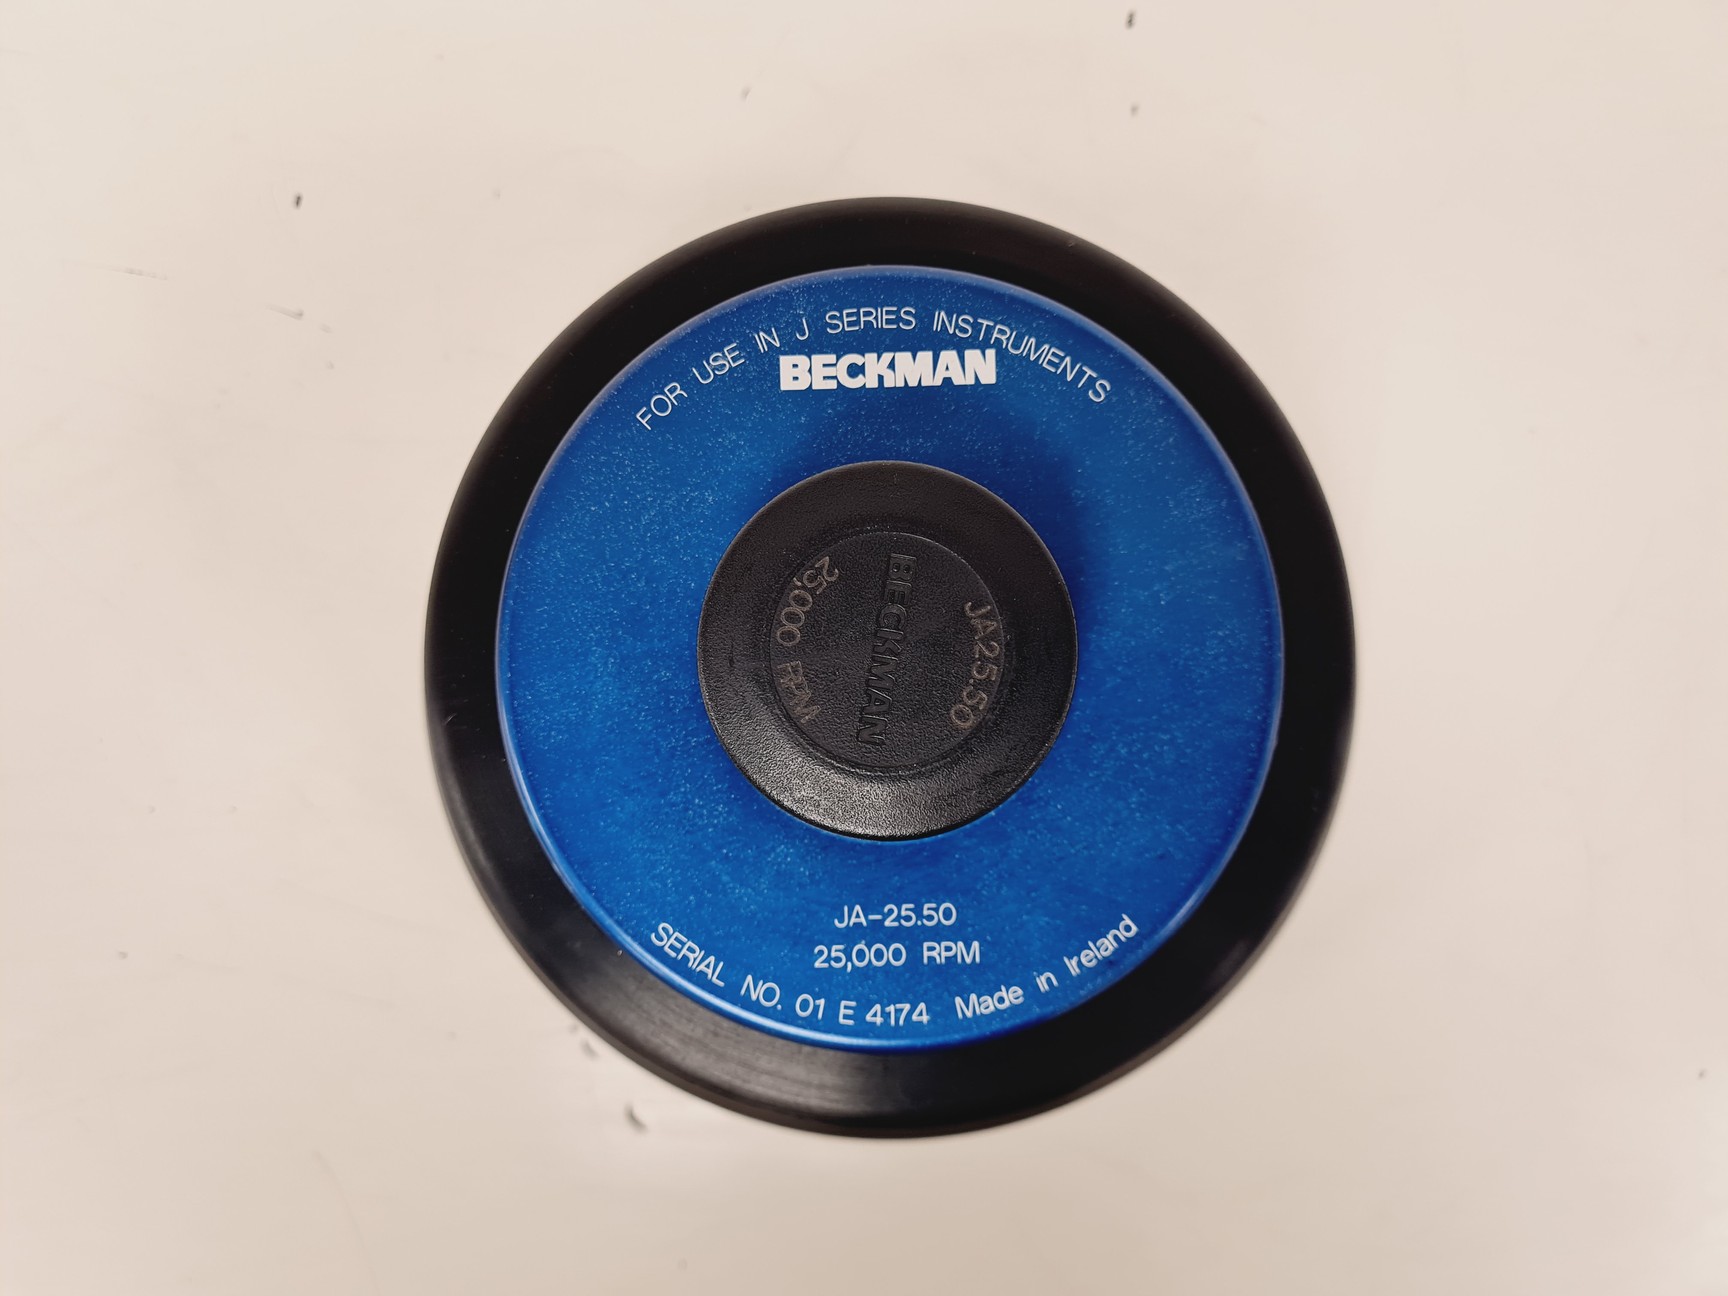 FOR USE IN J SERIES INSTRUMENTS
BECKMAN
25,000 RPM
BECKMAN
JA25.50
JA-25.50
25,000 RPM
SERIAL NO. 01 E 4174 Made in Ireland